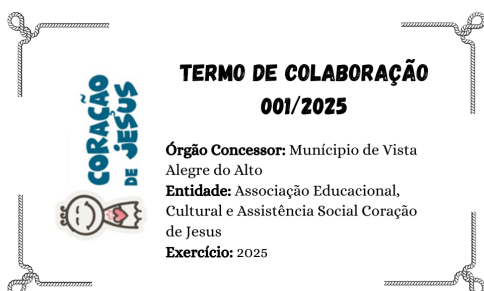 CORAÇÃO
DE JESUS
TERMO DE COLABORAÇÃO
001/2025
Órgão Concessor: Munícipio de Vista
Alegre do Alto
Entidade: Associação Educacional,
Cultural e Assistência Social Coração
de Jesus
Exercício: 2025